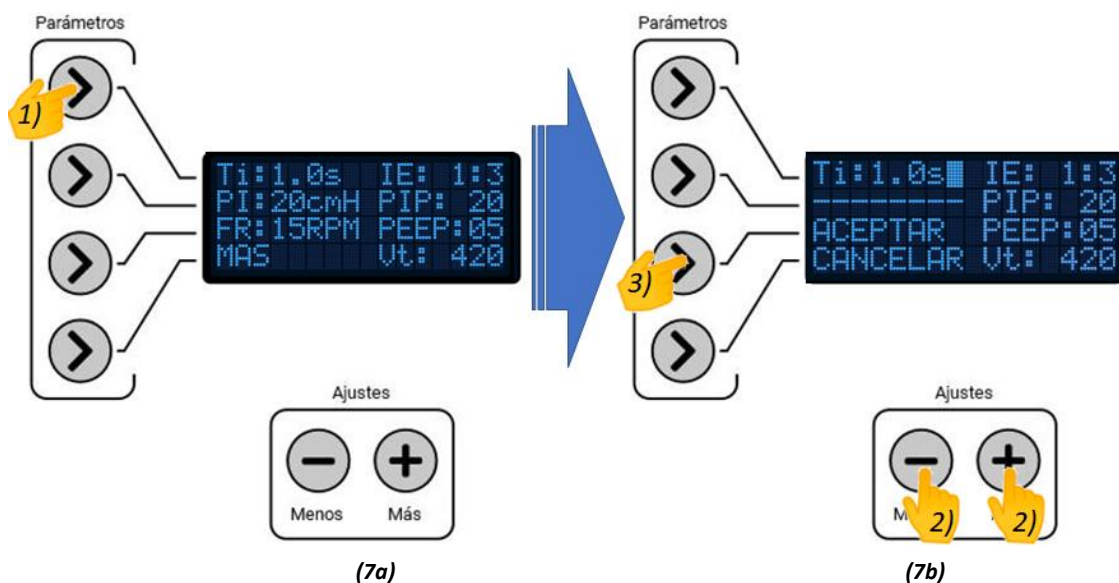 Parámetros
1)
Ti:1.0s IE: 1:3
PI:20cmH PIP: 20
FR:15RPM PEEP:05
MAS Vt: 420
Ajustes
Menos Más
(7a)
Parámetros
Ti:1.0s IE: 1:3
--------- PIP: 20
ACEPTAR PEEP:05
3)
CANCELAR Vt: 420
Ajustes
M 2) 2)
(7b)